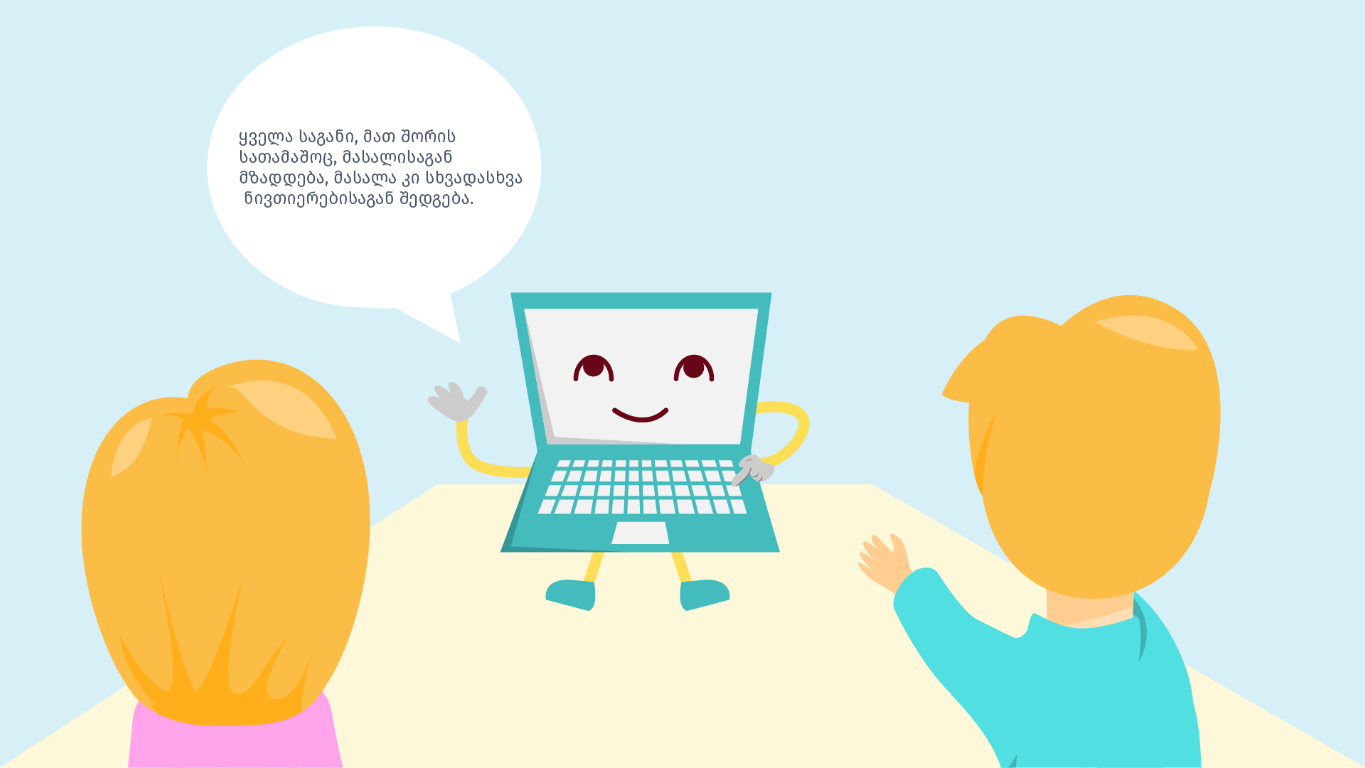 ყველა საგანი, მათ შორის
სათამაშოც, მასალისაგან
მზადდება, მასალა კი სხვადასხვა
ნივთიერებისაგან შედგება.